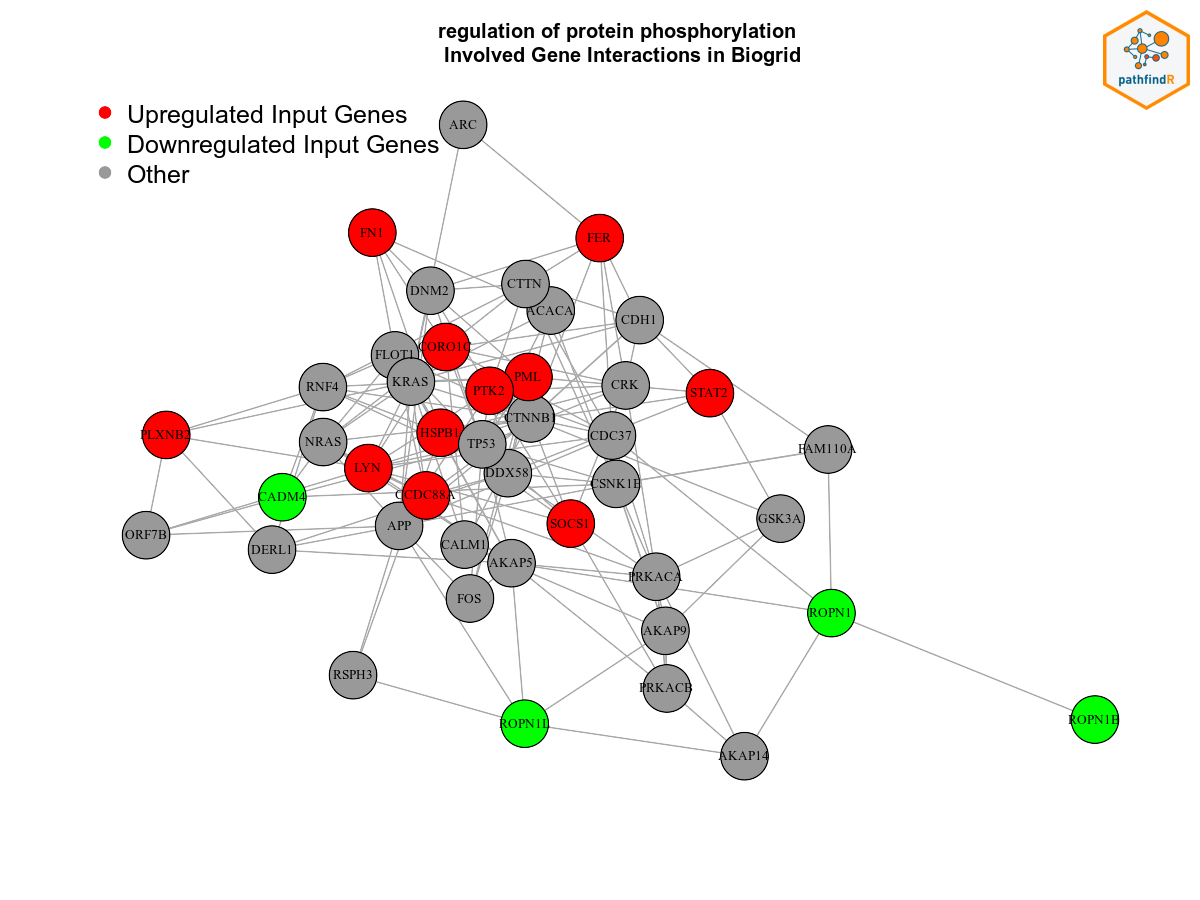 regulation of protein phosphorylation
Involved Gene Interactions in Biogrid
pathfindR
Upregulated Input Genes
Downregulated Input Genes
Other
ARC
FN1
FER
DNM2
CTTN
ACACA
CDH1
FLOT1
CORO1C
RNF4
KRAS
PTK2
PML
CRK
STAT2
PLXNB2
NRAS
HSPB1
TP53
CTNNB1
CDC37
FAM110A
LYN
DDX58
CSNK1E
CADM4
CCDC88A
ORF7B
DERL1
APP
CALM1
SOCS1
GSK3A
AKAP5
PRKACA
FOS
ROPN1
AKAP9
RSPH3
PRKACB
ROPN1L
ROPN1B
AKAP14